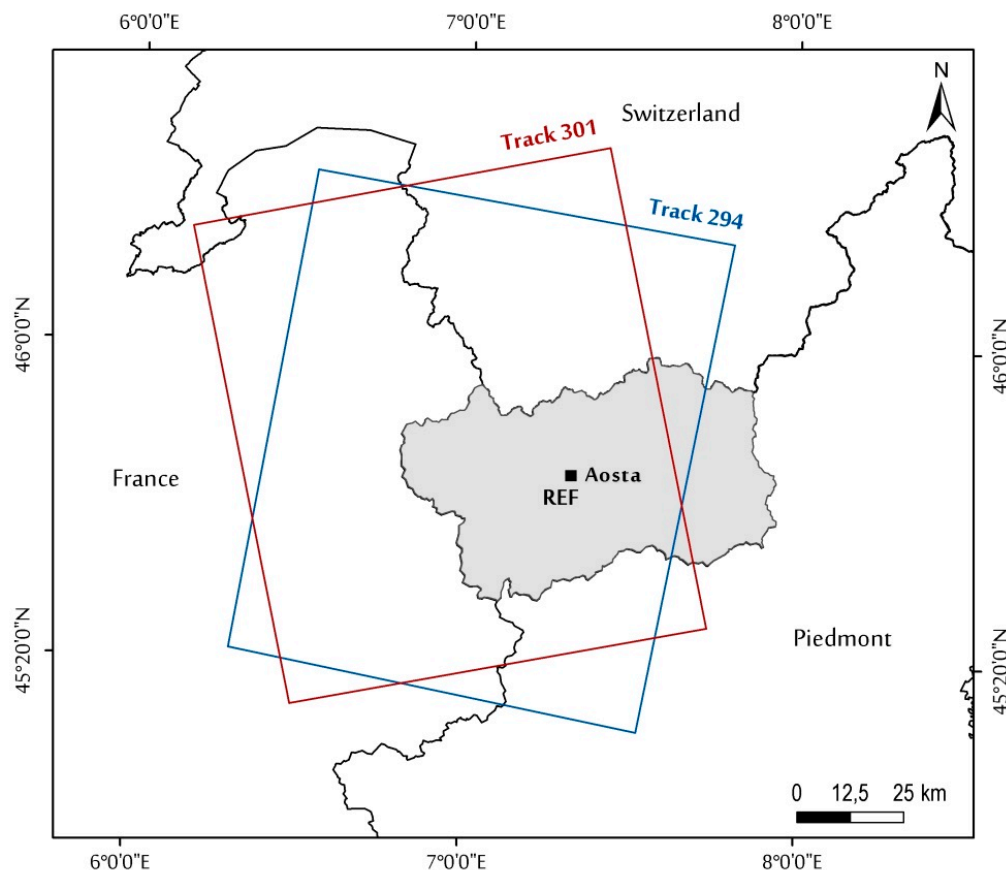 6°0'0"E
7°0'0"E
8°0'0"E
N
Switzerland
Track 301
Track 294
46°0'0"N
46°0'0"N
France
Aosta
REF
Piedmont
45°20'0"N
45°20'0"N
0 12,5 25 km
6°0'0"E
7°0'0"E
8°0'0"E